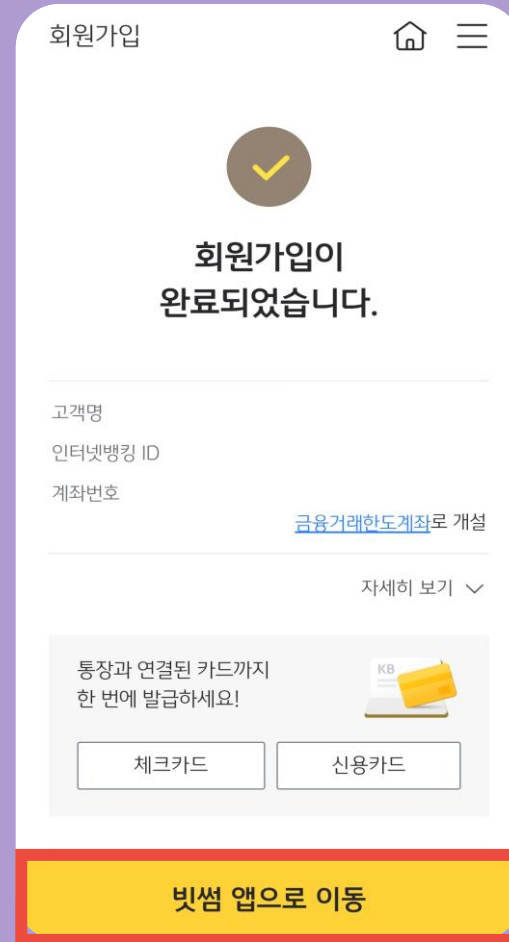 회원가입
회원가입이
완료되었습니다.
고객명
인터넷뱅킹 ID
계좌번호
금융거래한도계좌로 개설
자세히 보기
통장과 연결된 카드까지
한 번에 발급하세요!
KB
체크카드
신용카드
빗썸 앱으로 이동